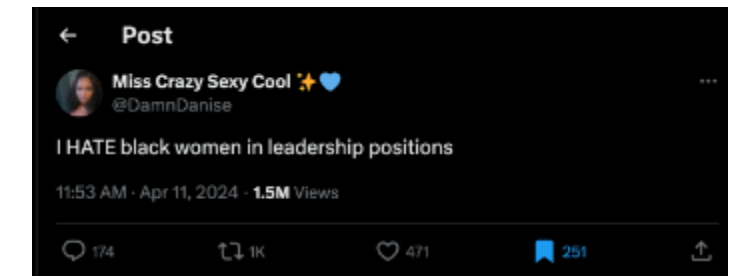 ← Post
Miss Crazy Sexy Cool ✨💙
@DamnDanise
I HATE black women in leadership positions
11:53 AM · Apr 11, 2024 · 1.5M Views
174 1K 471 251